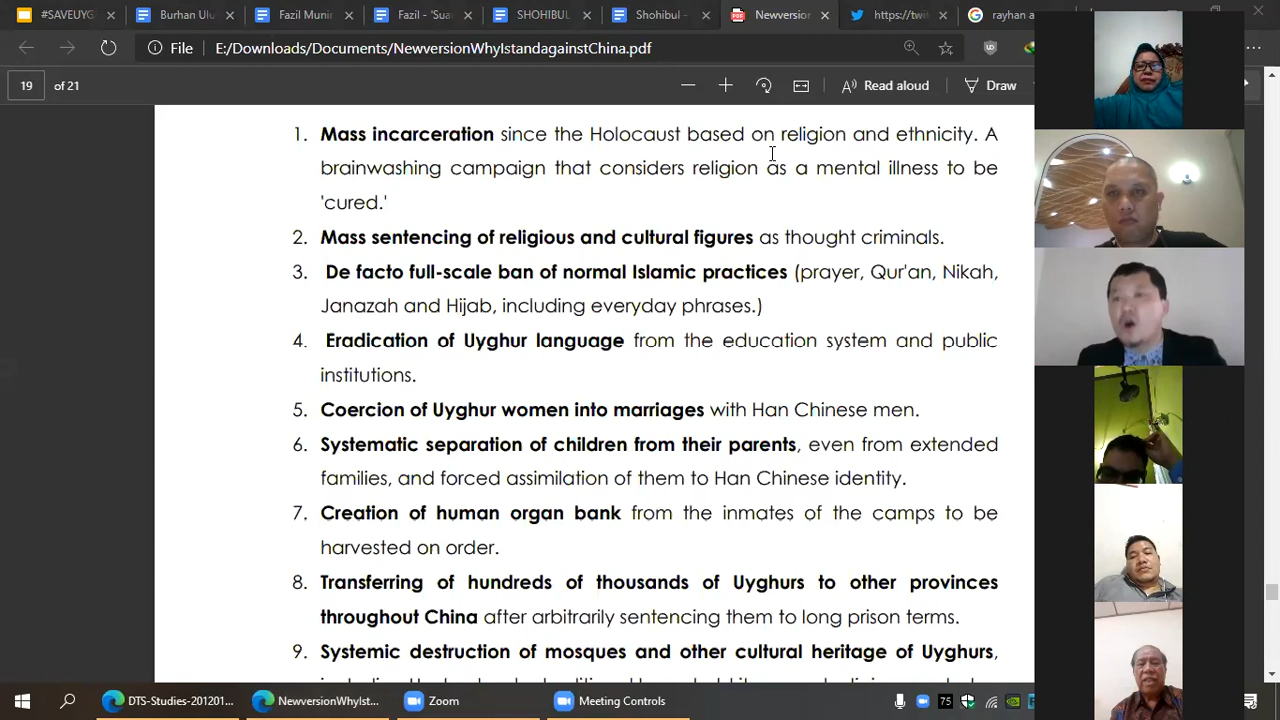 #SAVEUYG
Burhan Ulu
Fazil Munir
Fazil - 'Sua
SHOHIBUL
Shohibul -
Newversion
https://twit
rayhan a
File
E:/Downloads/Documents/NewversionWhyIstandagainstChina.pdf
19 of 21
Read aloud
Draw
1. Mass incarceration since the Holocaust based on religion and ethnicity. A
brainwashing campaign that considers religion as a mental illness to be
'cured.'
2. Mass sentencing of religious and cultural figures as thought criminals.
3. De facto full-scale ban of normal Islamic practices (prayer, Qur'an, Nikah,
Janazah and Hijab, including everyday phrases.)
4. Eradication of Uyghur language from the education system and public
institutions.
5. Coercion of Uyghur women into marriages with Han Chinese men.
6. Systematic separation of children from their parents, even from extended
families, and forced assimilation of them to Han Chinese identity.
7. Creation of human organ bank from the inmates of the camps to be
harvested on order.
8. Transferring of hundreds of thousands of Uyghurs to other provinces
throughout China after arbitrarily sentencing them to long prison terms.
9. Systemic destruction of mosques and other cultural heritage of Uyghurs,
DTS-Studies-201201...
NewversionWhyIst...
Zoom
Meeting Controls
75